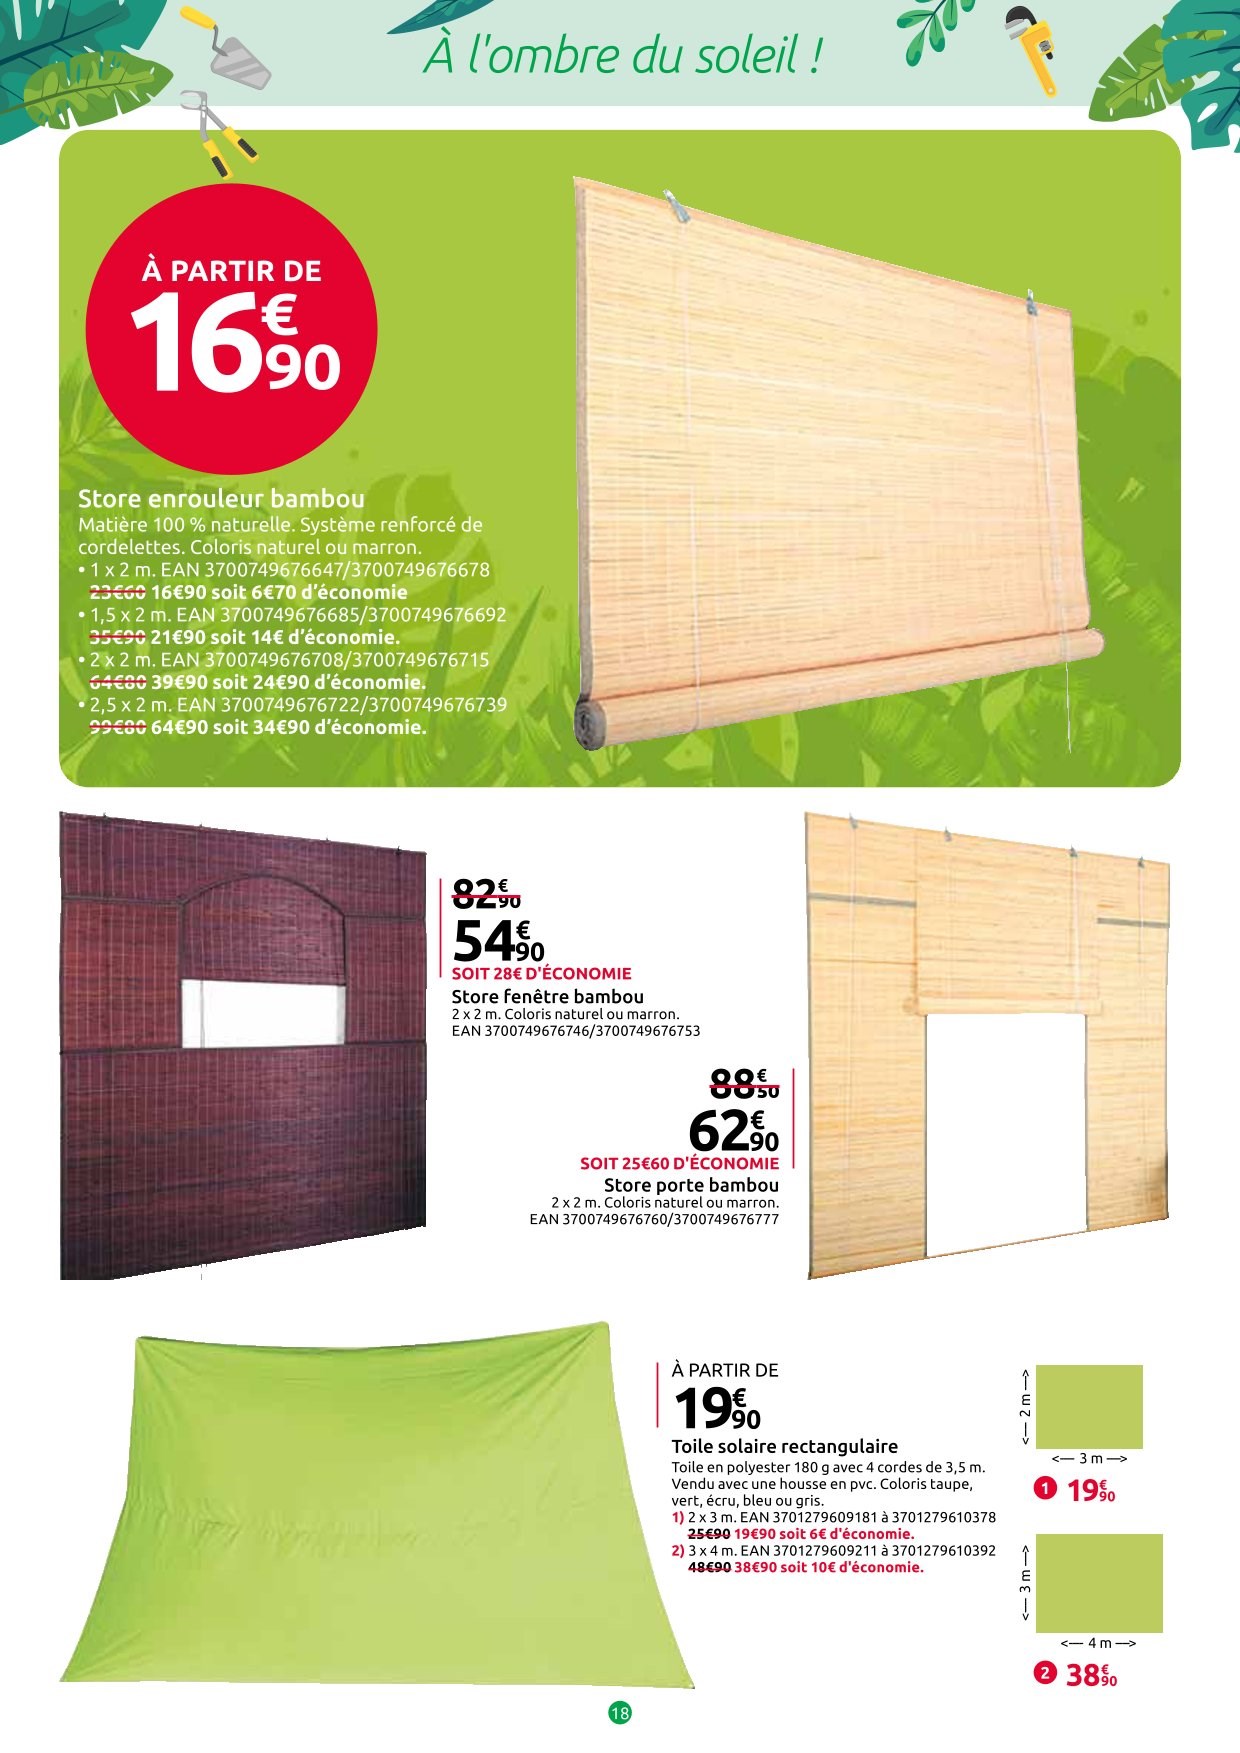 À l'ombre du soleil !
À PARTIR DE
16€90
Store enrouleur bambou
Matière 100 % naturelle. Système renforcé de
cordelettes. Coloris naturel ou marron.
• 1 x 2 m. EAN 3700749676647/3700749676678
23€60 16€90 soit 6€70 d’économie
• 1,5 x 2 m. EAN 3700749676685/3700749676692
35€90 21€90 soit 14€ d’économie.
• 2 x 2 m. EAN 3700749676708/3700749676715
64€80 39€90 soit 24€90 d’économie.
• 2,5 x 2 m. EAN 3700749676722/3700749676739
99€80 64€90 soit 34€90 d’économie.
82€90
54€90
SOIT 28€ D'ÉCONOMIE
Store fenêtre bambou
2 x 2 m. Coloris naturel ou marron.
EAN 3700749676746/3700749676753
88€50
62€90
SOIT 25€60 D'ÉCONOMIE
Store porte bambou
2 x 2 m. Coloris naturel ou marron.
EAN 3700749676760/3700749676777
À PARTIR DE
19€90
Toile solaire rectangulaire
Toile en polyester 180 g avec 4 cordes de 3,5 m.
Vendu avec une housse en pvc. Coloris taupe,
vert, écru, bleu ou gris.
1) 2 x 3 m. EAN 3701279609181 à 3701279610378
25€90 19€90 soit 6€ d'économie.
2) 3 x 4 m. EAN 3701279609211 à 3701279610392
48€90 38€90 soit 10€ d'économie.
<— 2 m —>
<— 3 m —>
1 19€90
<— 3 m —>
<— 4 m —>
2 38€90
18